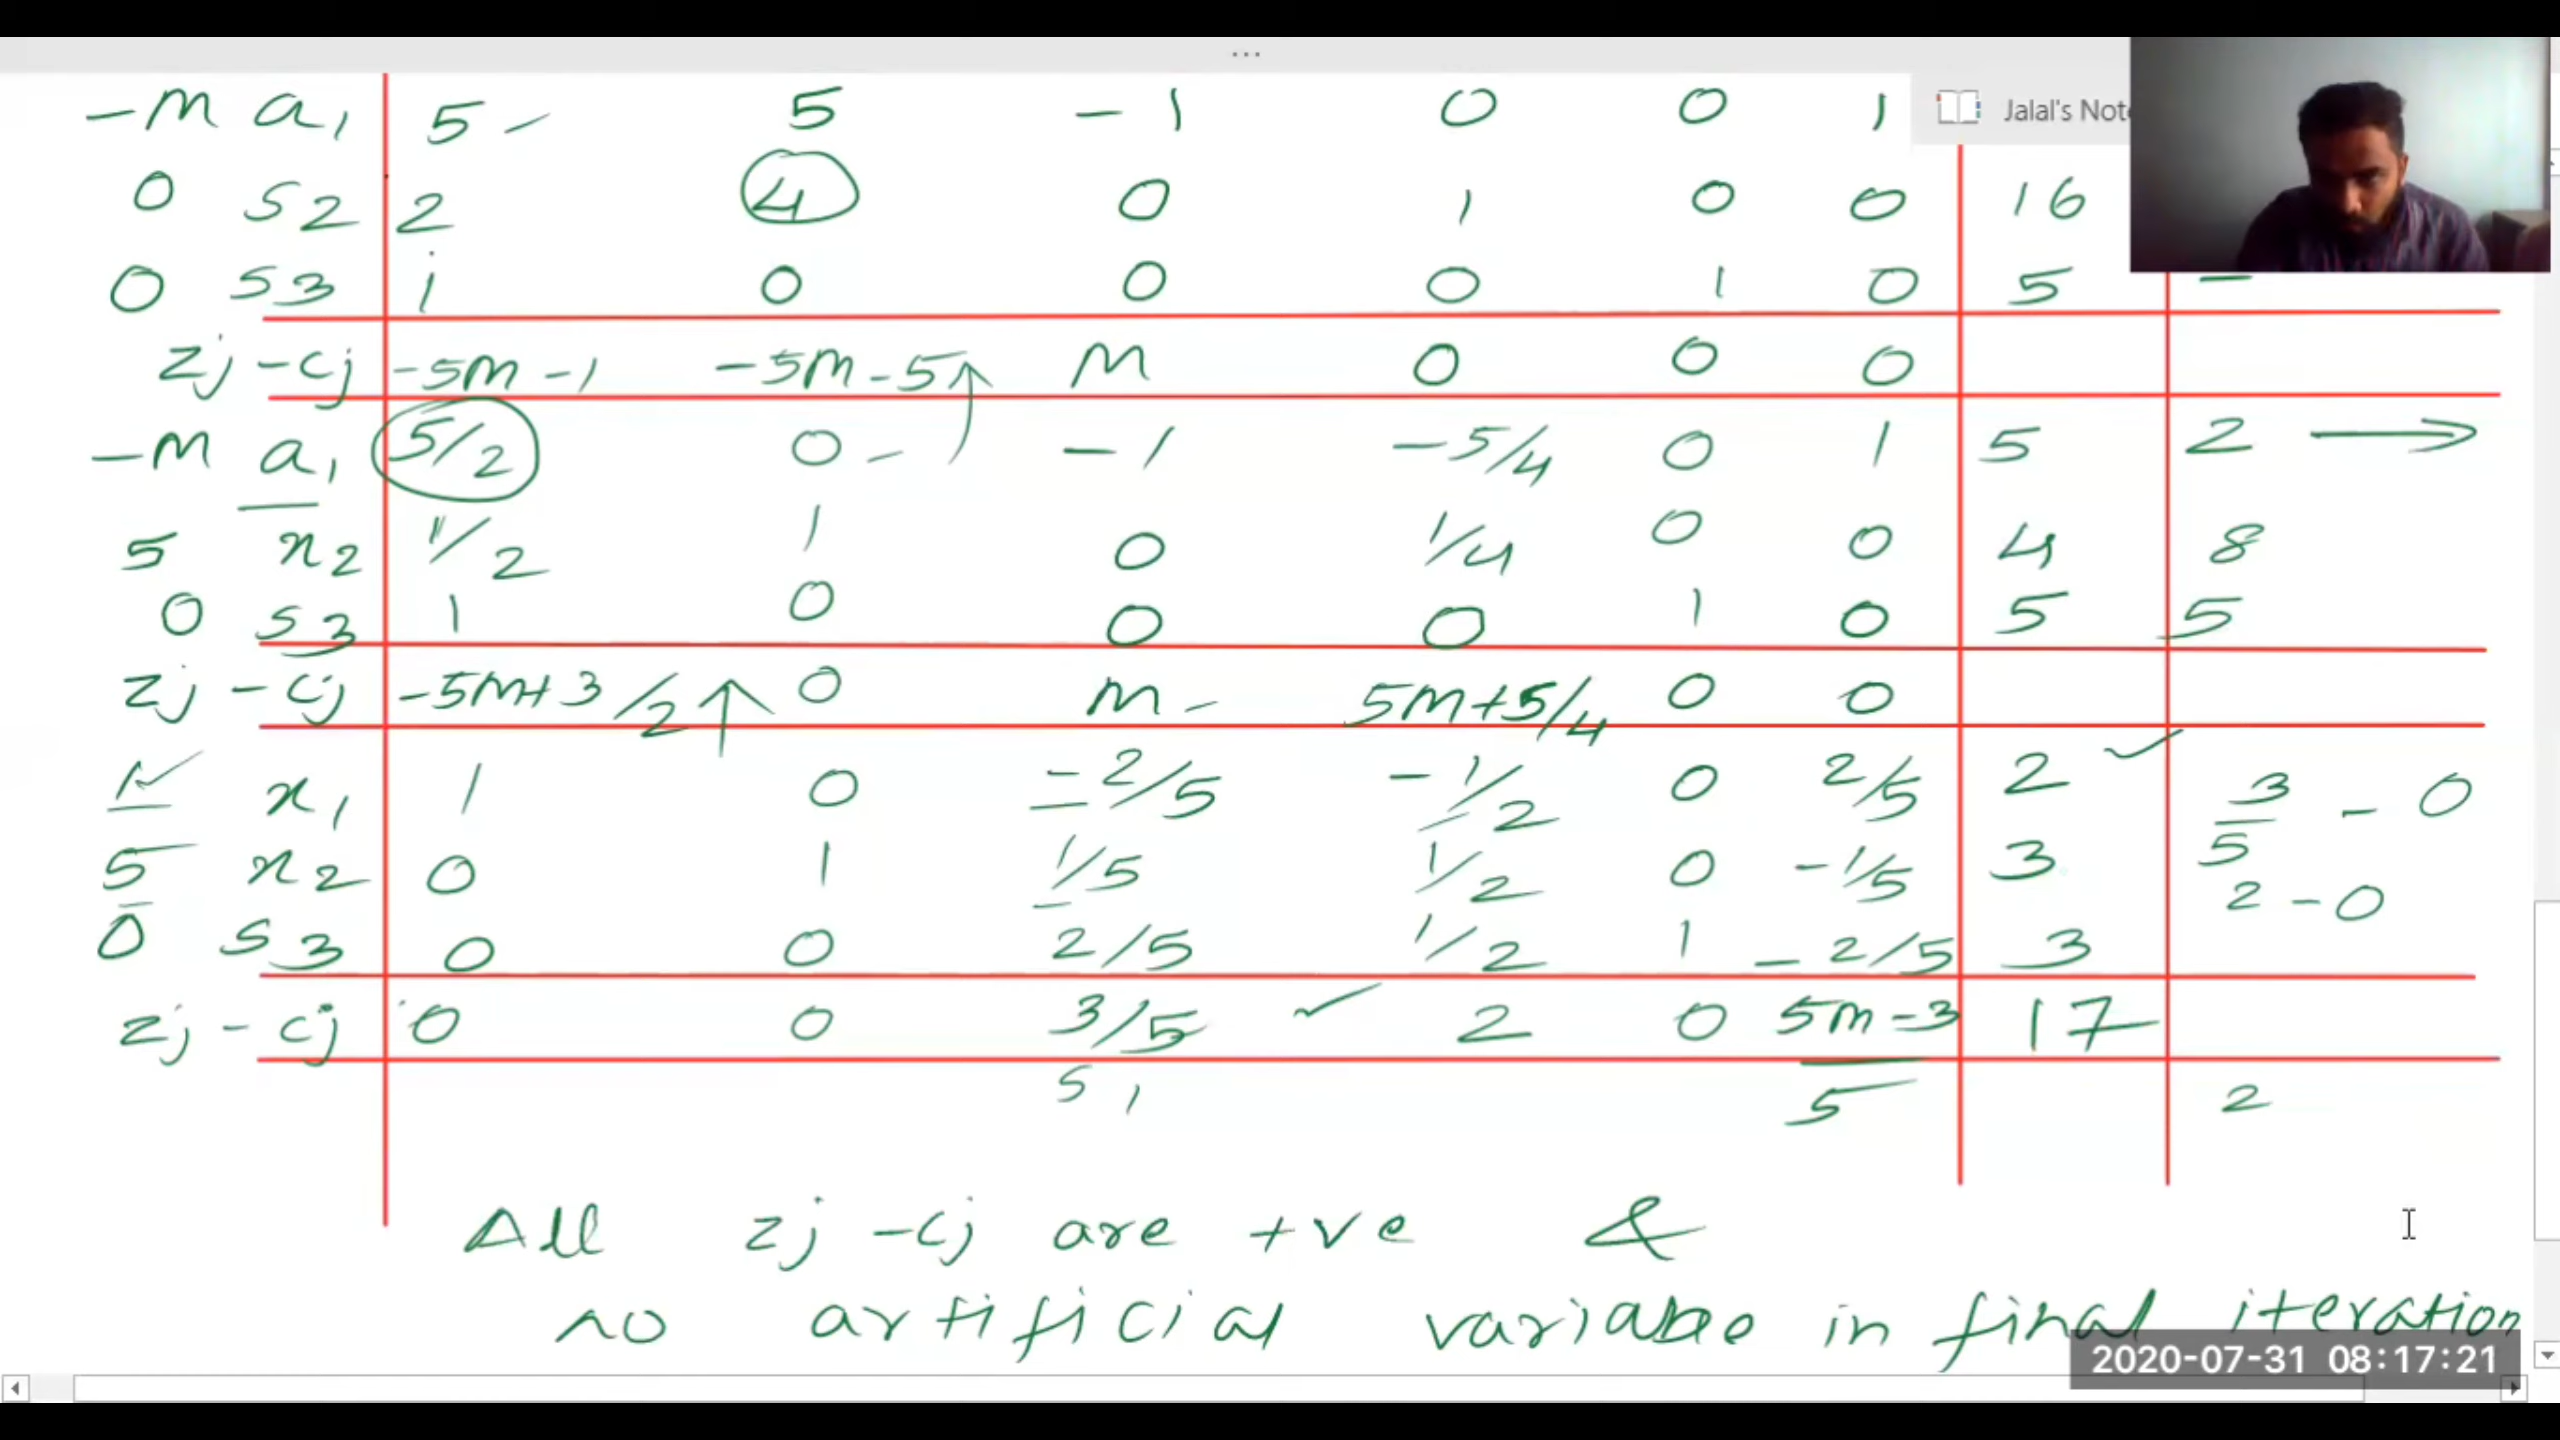 ...
-M a1 5 5 -1 0 0 1 Jalal's Note
0 S2 2 4 0 1 0 0 16
0 S3 1 0 0 0 1 0 5 -
zj-cj -5M-1 -5M-5 M 0 0 0
-M a1 5/2 0 -1 -5/4 0 1 5 2
5 x2 1/2 1 0 1/4 0 0 4 8
0 S3 1 0 0 0 1 0 5 5
zj-cj -5M+3/2 0 M 5M+5/4 0 0
1 x1 1 0 -2/5 -1/2 0 2/5 2 3/5 - 0
5 x2 0 1 1/5 1/2 0 -1/5 3 2 - 0
0 S3 0 0 2/5 1/2 1 -2/5 3
zj-cj 0 0 3/5 2 0 5M-3/5 17
S1 2
All zj-cj are +ve &
no artificial variable in final iteration
2020-07-31 08:17:21